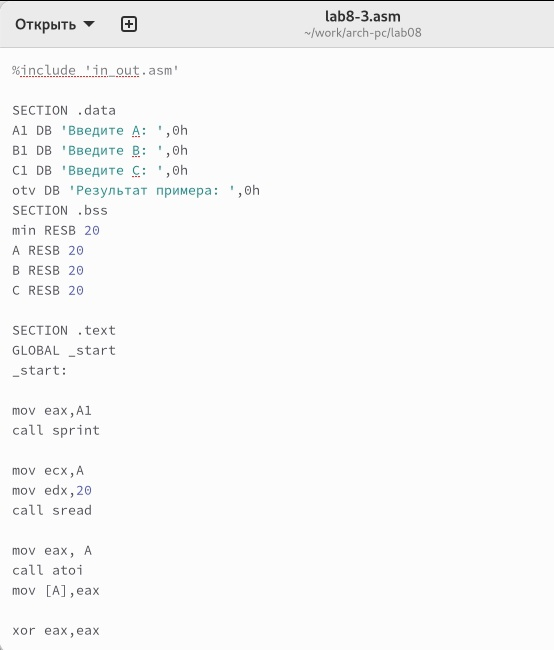 Открыть
lab8-3.asm
~/work/arch-pc/lab08
%include 'in_out.asm'
SECTION .data
A1 DB 'Введите A: ',0h
B1 DB 'Введите B: ',0h
C1 DB 'Введите C: ',0h
otv DB 'Результат примера: ',0h
SECTION .bss
min RESB 20
A RESB 20
B RESB 20
C RESB 20
SECTION .text
GLOBAL _start
_start:
mov eax,A1
call sprint
mov ecx,A
mov edx,20
call sread
mov eax, A
call atoi
mov [A],eax
xor eax,eax